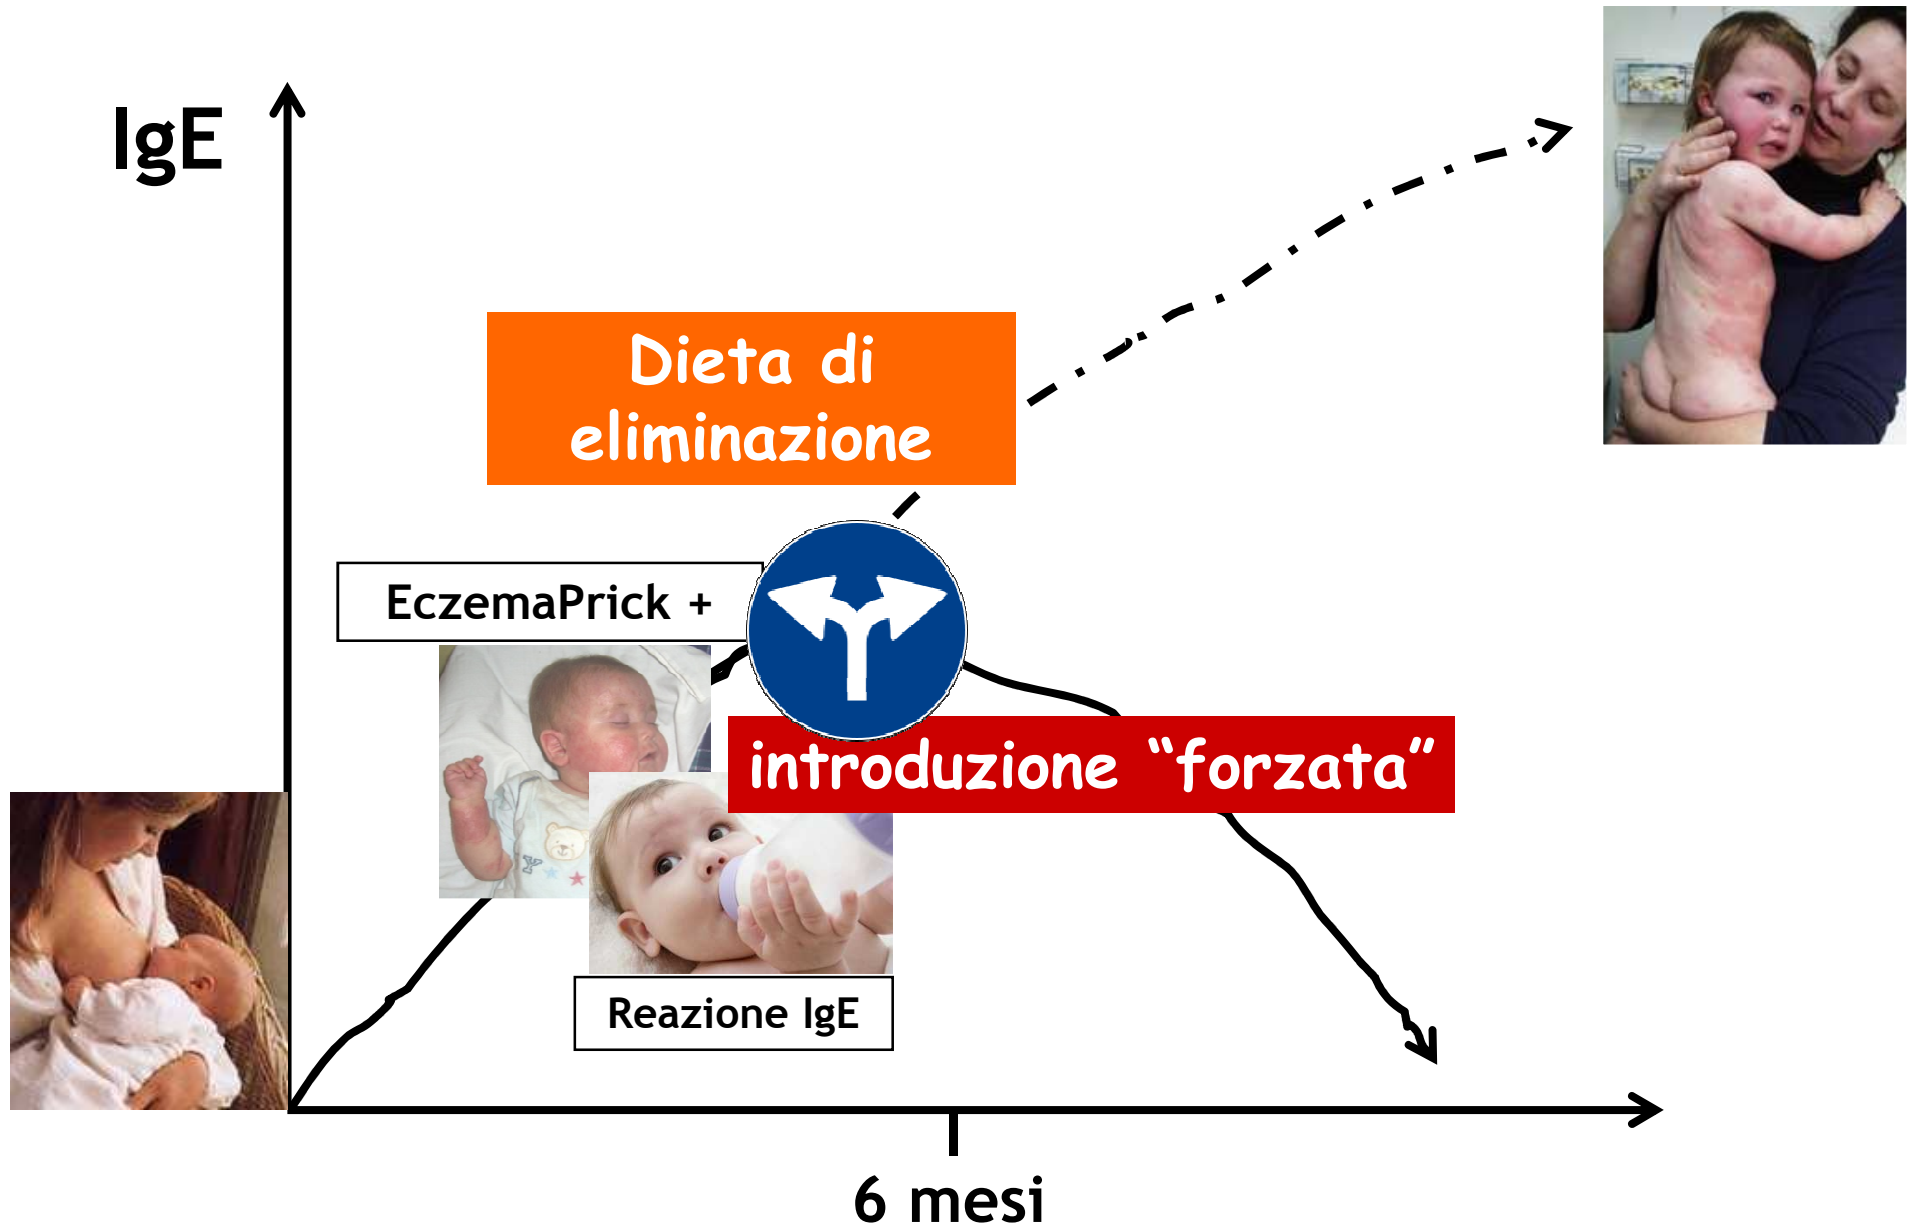 IgE
Dieta di
eliminazione
EczemaPrick +
introduzione “forzata”
Reazione IgE
6 mesi